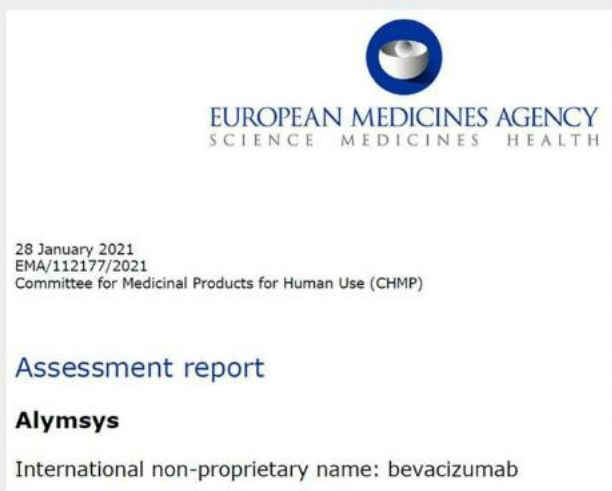 EUROPEAN MEDICINES AGENCY
SCIENCE MEDICINES HEALTH
28 January 2021
EMA/112177/2021
Committee for Medicinal Products for Human Use (CHMP)
Assessment report
Alymsys
International non-proprietary name: bevacizumab